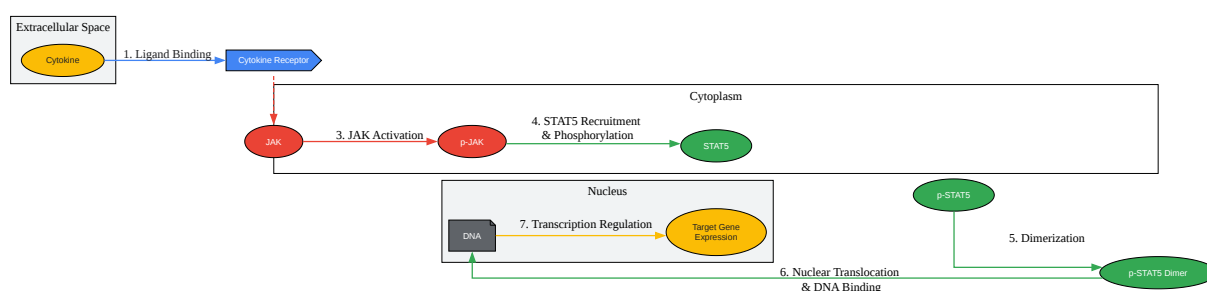 Extracellular Space
Cytokine
1. Ligand Binding
Cytokine Receptor
Cytoplasm
JAK
3. JAK Activation
p-JAK
4. STAT5 Recruitment
& Phosphorylation
STAT5
Nucleus
DNA
7. Transcription Regulation
Target Gene
Expression
p-STAT5
5. Dimerization
p-STAT5 Dimer
6. Nuclear Translocation
& DNA Binding